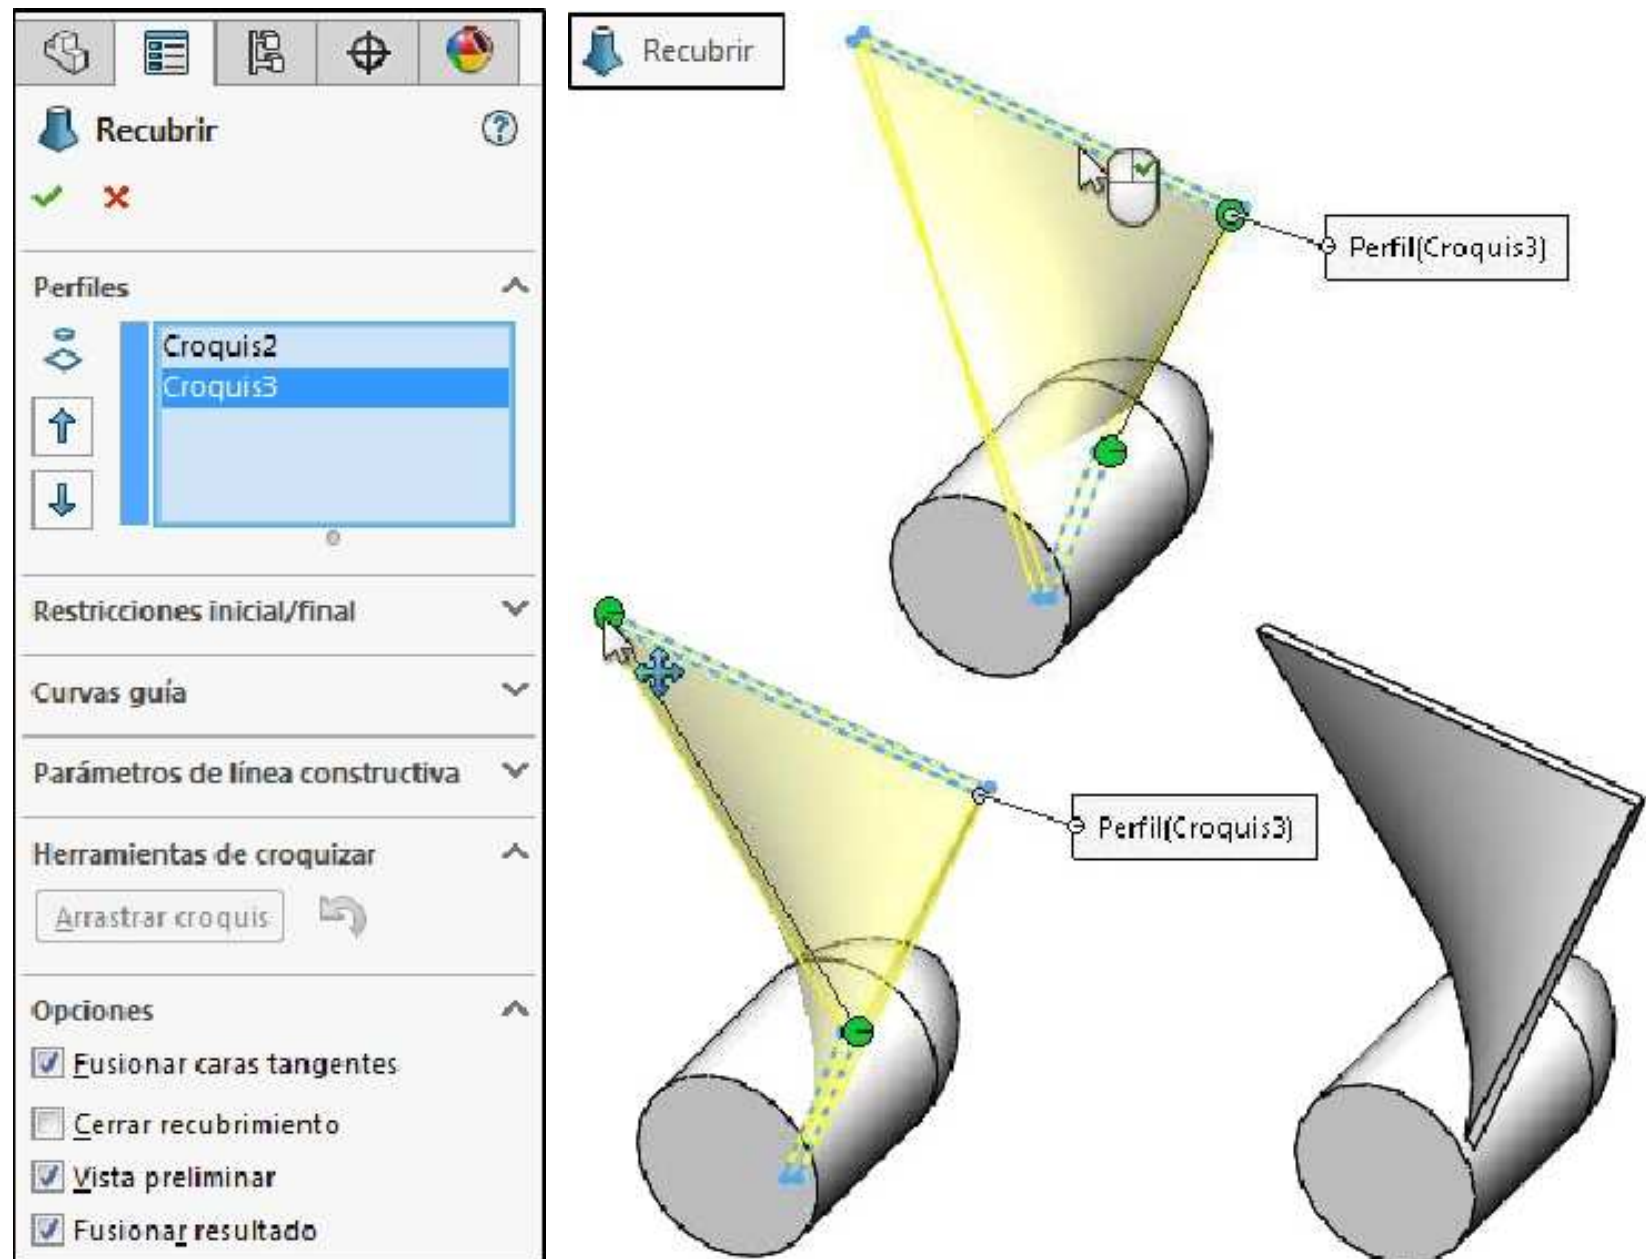 Recubrir
Perfiles
Croquis2
Croquis3
Restricciones inicial/final
Curvas guía
Parámetros de línea constructiva
Herramientas de croquizar
Arrastrar croquis
Opciones
Fusionar caras tangentes
Cerrar recubrimiento
Vista preliminar
Fusionar resultado
Recubrir
Perfil(Croquis3)
Perfil(Croquis3)